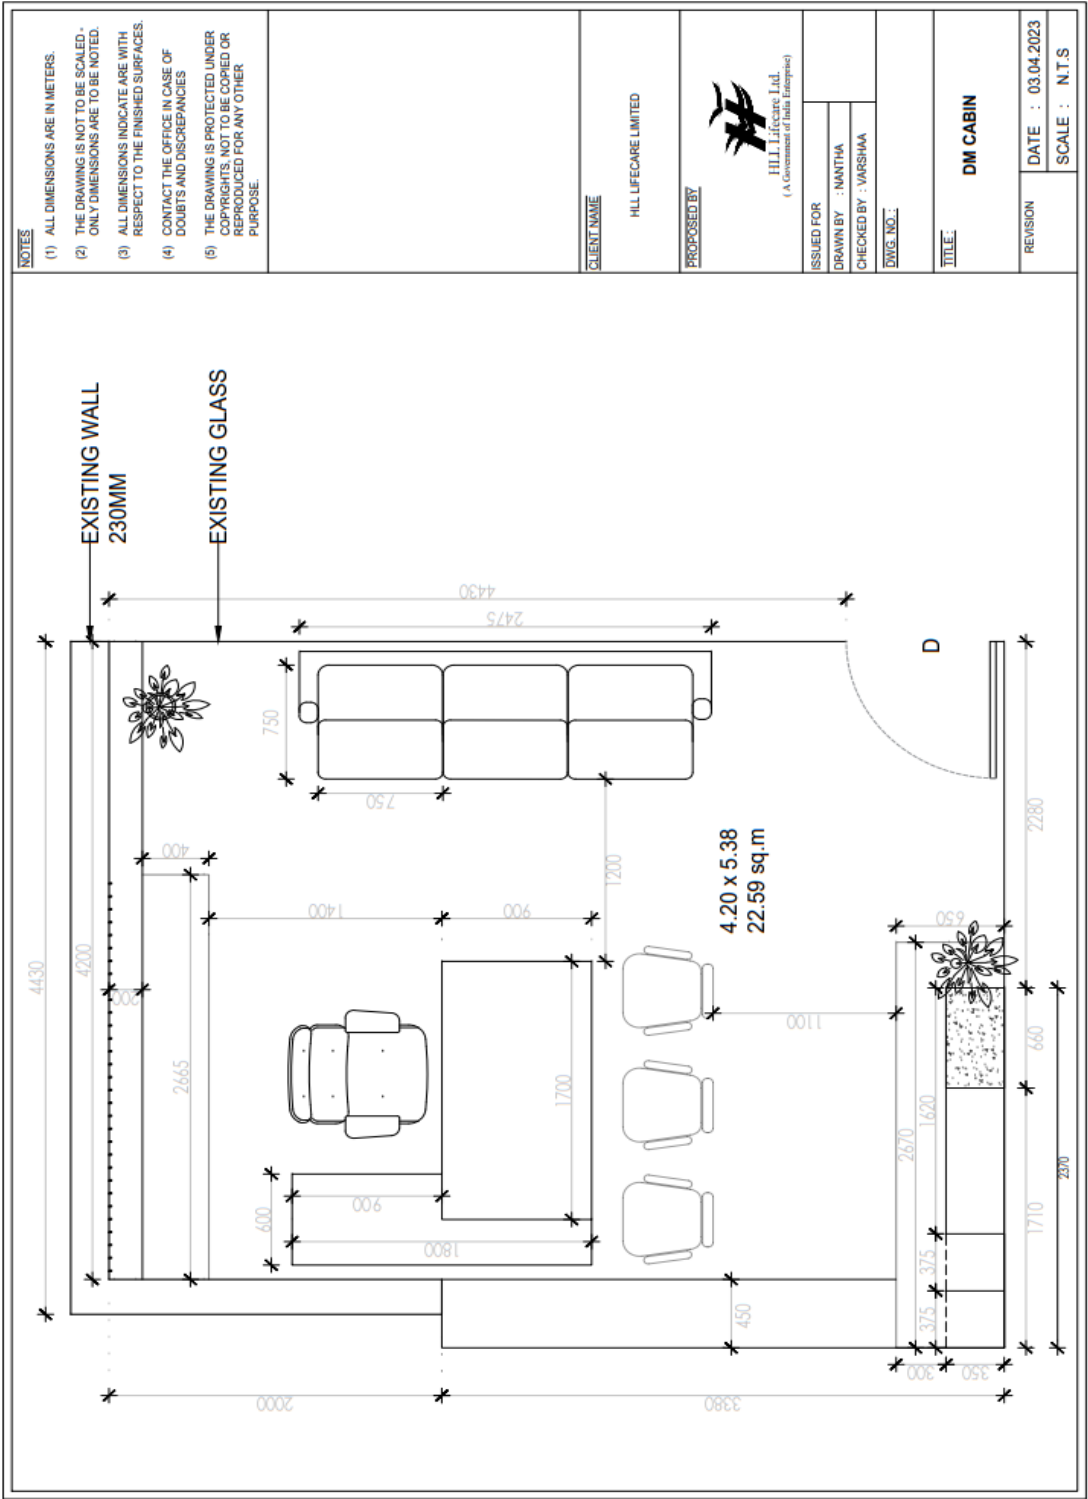 NOTES
(1) ALL DIMENSIONS ARE IN METERS.
(2) THE DRAWING IS NOT TO BE SCALED -
ONLY DIMENSIONS ARE TO BE NOTED.
(3) ALL DIMENSIONS INDICATE ARE WITH
RESPECT TO THE FINISHED SURFACES.
(4) CONTACT THE OFFICE IN CASE OF
DOUBTS AND DISCREPANCIES
(5) THE DRAWING IS PROTECTED UNDER
COPYRIGHTS, NOT TO BE COPIED OR
REPRODUCED FOR ANY OTHER
PURPOSE.
CLIENT NAME
HLL LIFECARE LIMITED
PROPOSED BY
HLL Lifecare Ltd.
( A Government of India Enterprise)
ISSUED FOR
DRAWN BY : NANTHA
CHECKED BY : VARSHAA
DWG. NO.:
TITLE:
DM CABIN
REVISION
DATE : 03.04.2023
SCALE : N.T.S
EXISTING WALL
230MM
EXISTING GLASS
4430
4200
200
2665
400
4430
2475
750
750
1400
900
1200
4.20 x 5.38
22.59 sq.m
D
600
900
1800
1700
1100
450
650
2670
1620
375
375
2280
660
1710
2370
300
350
2000
3380